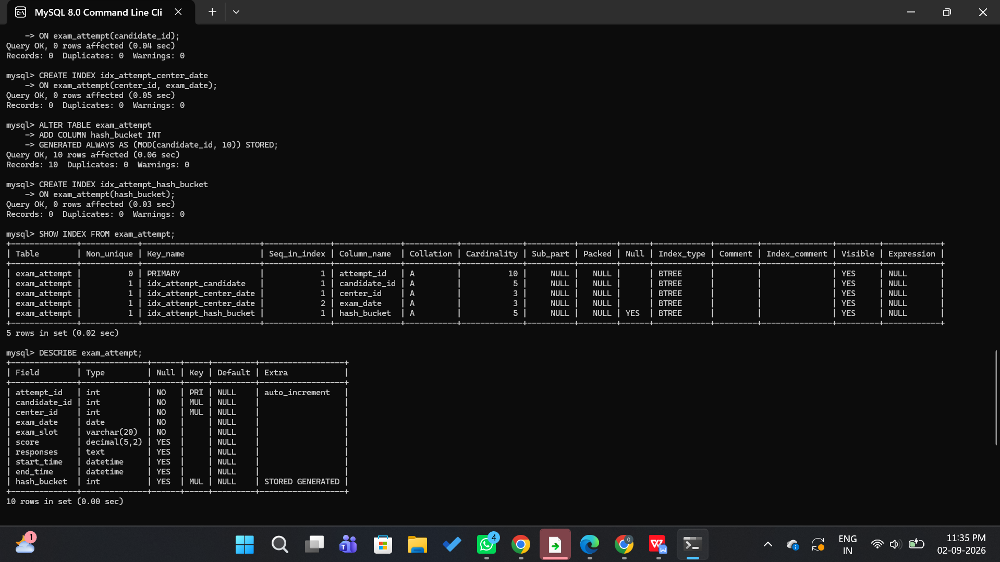 MySQL 8.0 Command Line Cli
    -> ON exam_attempt(candidate_id);
Query OK, 0 rows affected (0.04 sec)
Records: 0  Duplicates: 0  Warnings: 0

mysql> CREATE INDEX idx_attempt_center_date
    -> ON exam_attempt(center_id, exam_date);
Query OK, 0 rows affected (0.05 sec)
Records: 0  Duplicates: 0  Warnings: 0

mysql> ALTER TABLE exam_attempt
    -> ADD COLUMN hash_bucket INT
    -> GENERATED ALWAYS AS (MOD(candidate_id, 10)) STORED;
Query OK, 10 rows affected (0.06 sec)
Records: 10  Duplicates: 0  Warnings: 0

mysql> CREATE INDEX idx_attempt_hash_bucket
    -> ON exam_attempt(hash_bucket);
Query OK, 0 rows affected (0.03 sec)
Records: 0  Duplicates: 0  Warnings: 0

mysql> SHOW INDEX FROM exam_attempt;
| Table | Non_unique | Key_name | Seq_in_index | Column_name | Collation | Cardinality | Sub_part | Packed | Null | Index_type | Comment | Index_comment | Visible | Expression |
| exam_attempt | 0 | PRIMARY | 1 | attempt_id | A | 10 | NULL | NULL | | BTREE | | | YES | NULL |
| exam_attempt | 1 | idx_attempt_candidate | 1 | candidate_id | A | 5 | NULL | NULL | | BTREE | | | YES | NULL |
| exam_attempt | 1 | idx_attempt_center_date | 1 | center_id | A | 3 | NULL | NULL | | BTREE | | | YES | NULL |
| exam_attempt | 1 | idx_attempt_center_date | 2 | exam_date | A | 3 | NULL | NULL | | BTREE | | | YES | NULL |
| exam_attempt | 1 | idx_attempt_hash_bucket | 1 | hash_bucket | A | 5 | NULL | NULL | YES | BTREE | | | YES | NULL |
5 rows in set (0.02 sec)

mysql> DESCRIBE exam_attempt;
| Field | Type | Null | Key | Default | Extra |
| attempt_id | int | NO | PRI | NULL | auto_increment |
| candidate_id | int | NO | MUL | NULL | |
| center_id | int | NO | MUL | NULL | |
| exam_date | date | NO | | NULL | |
| exam_slot | varchar(20) | NO | | NULL | |
| score | decimal(5,2) | YES | | NULL | |
| responses | text | YES | | NULL | |
| start_time | datetime | YES | | NULL | |
| end_time | datetime | YES | | NULL | |
| hash_bucket | int | YES | MUL | NULL | STORED GENERATED |
10 rows in set (0.00 sec)
1
4
G
ENG
IN
11:35 PM
02-09-2026